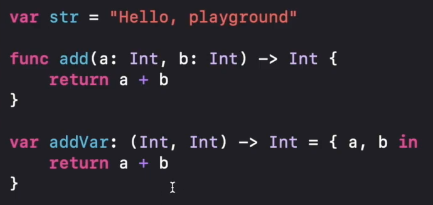 var str = "Hello, playground"
func add(a: Int, b: Int) -> Int {
    return a + b
}
var addVar: (Int, Int) -> Int = { a, b in
    return a + b
}